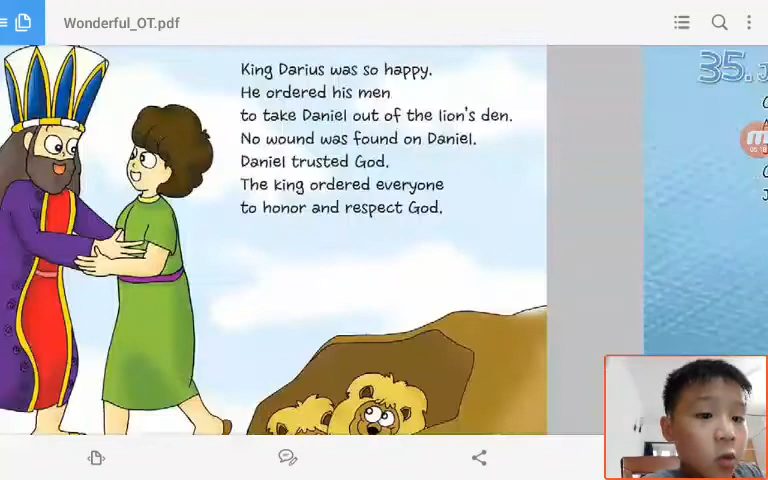 Wonderful_OT.pdf
King Darius was so happy.
He ordered his men
to take Daniel out of the lion's den.
No wound was found on Daniel.
Daniel trusted God.
The king ordered everyone
to honor and respect God.
35. J